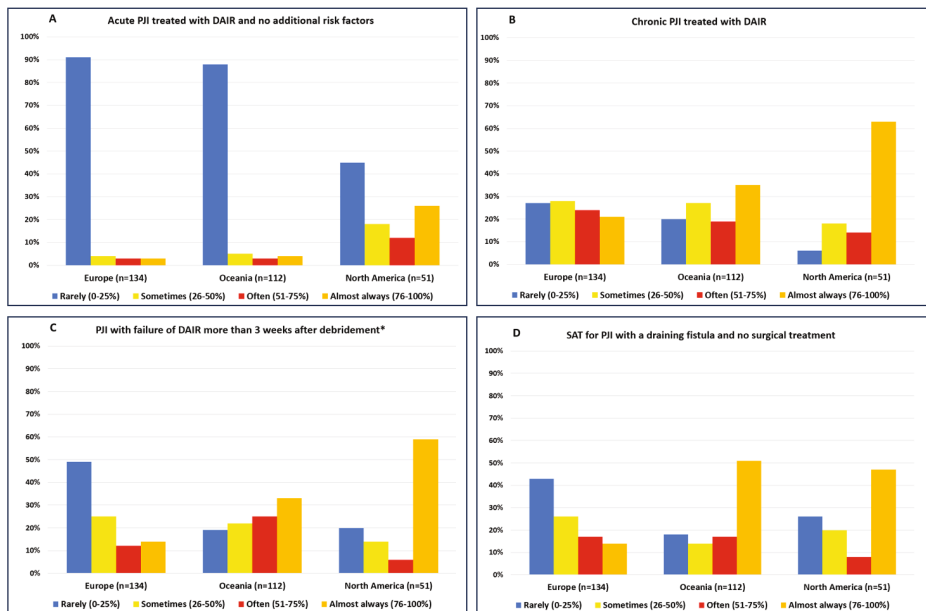 A
Acute PJI treated with DAIR and no additional risk factors
100%
90%
80%
70%
60%
50%
40%
30%
20%
10%
0%
Europe (n=134) Oceania (n=112) North America (n=51)
Rarely (0-25%) Sometimes (26-50%) Often (51-75%) Almost always (76-100%)
B
Chronic PJI treated with DAIR
100%
90%
80%
70%
60%
50%
40%
30%
20%
10%
0%
Europe (n=134) Oceania (n=112) North America (n=51)
Rarely (0-25%) Sometimes (26-50%) Often (51-75%) Almost always (76-100%)
C
PJI with failure of DAIR more than 3 weeks after debridement*
100%
90%
80%
70%
60%
50%
40%
30%
20%
10%
0%
Europe (n=134) Oceania (n=112) North America (n=51)
Rarely (0-25%) Sometimes (26-50%) Often (51-75%) Almost always (76-100%)
D
SAT for PJI with a draining fistula and no surgical treatment
100%
90%
80%
70%
60%
50%
40%
30%
20%
10%
0%
Europe (n=134) Oceania (n=112) North America (n=51)
Rarely (0-25%) Sometimes (26-50%) Often (51-75%) Almost always (76-100%)